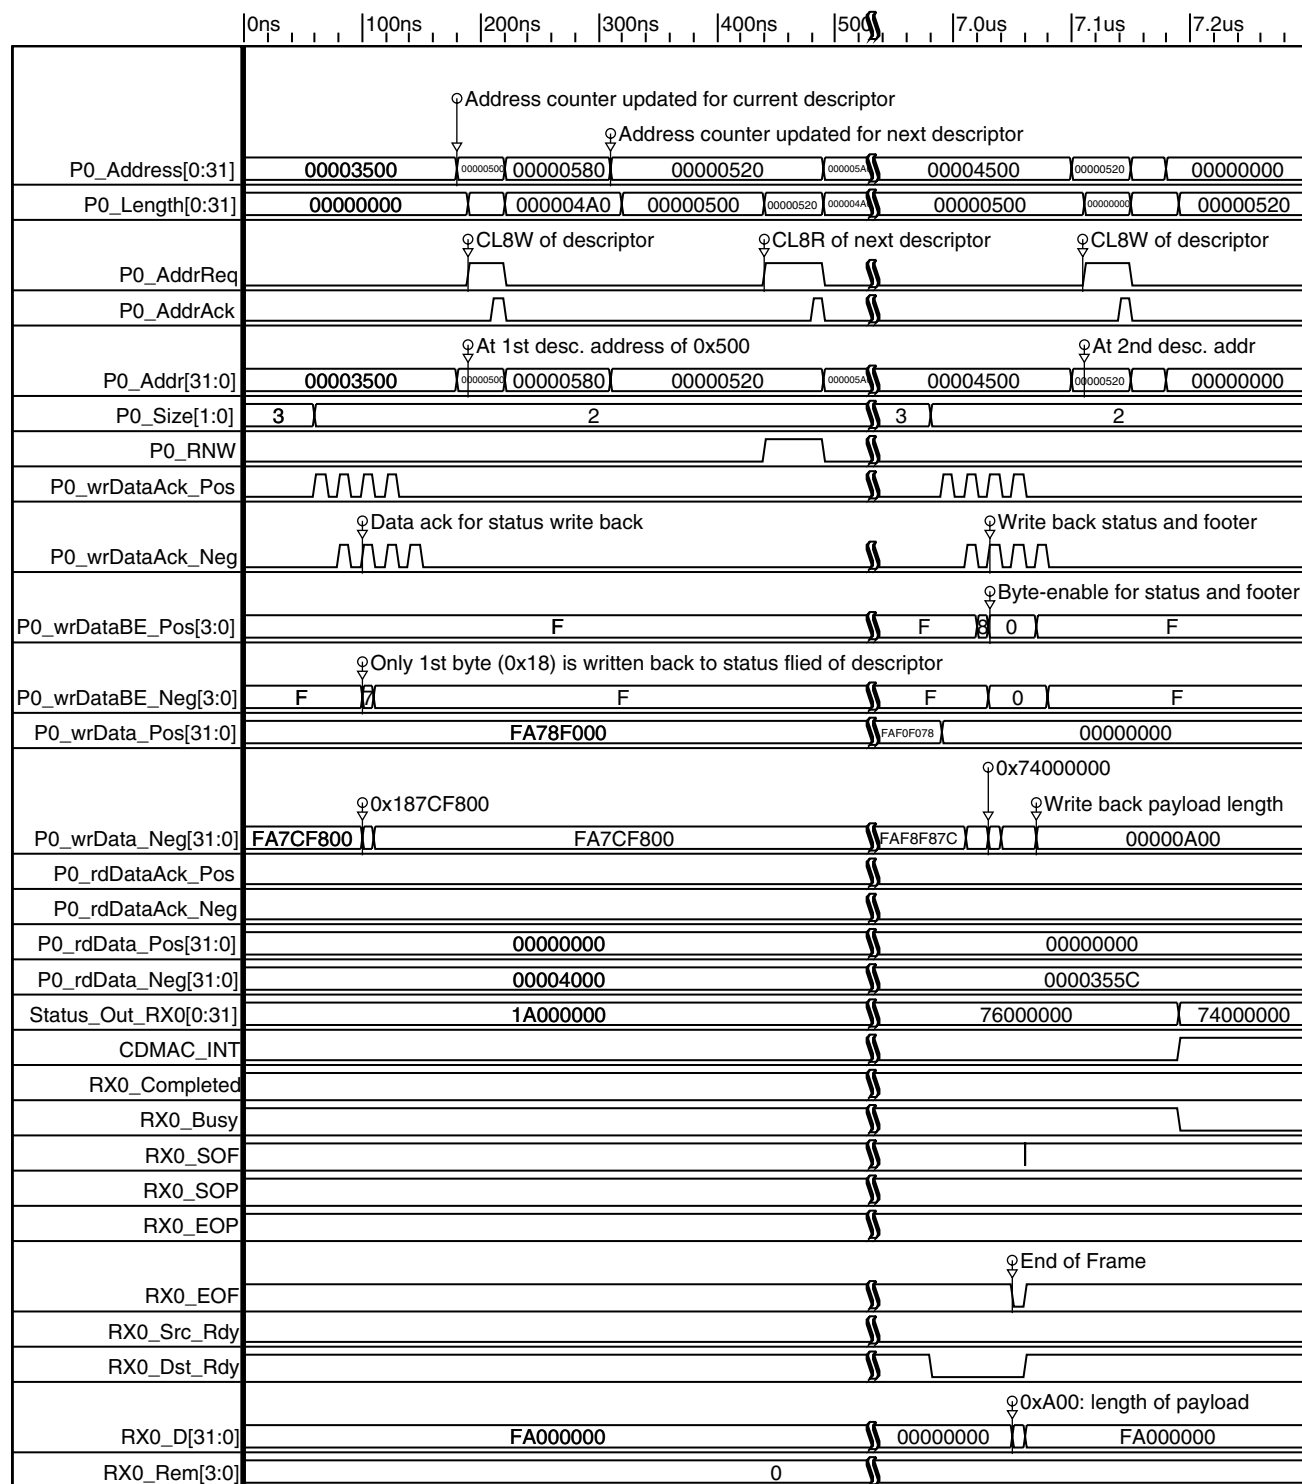 0ns 100ns 200ns 300ns 400ns 500 7.0us 7.1us 7.2us
Address counter updated for current descriptor
Address counter updated for next descriptor
P0_Address[0:31] 00003500 00000500 00000580 00000520 000005A 00004500 00000520 00000000
P0_Length[0:31] 00000000 000004A0 00000500 00000520 000004A 00000500 00000000 00000520
CL8W of descriptor CL8R of next descriptor CL8W of descriptor
P0_AddrReq
P0_AddrAck
At 1st desc. address of 0x500 At 2nd desc. addr
P0_Addr[31:0] 00003500 00000500 00000580 00000520 000005A 00004500 00000520 00000000
P0_Size[1:0] 3 2 3 2
P0_RNW
P0_wrDataAck_Pos
Data ack for status write back Write back status and footer
P0_wrDataAck_Neg
Byte-enable for status and footer
P0_wrDataBE_Pos[3:0] F F 8 0 F
Only 1st byte (0x18) is written back to status flied of descriptor
P0_wrDataBE_Neg[3:0] F 7 F F 0 F
P0_wrData_Pos[31:0] FA78F000 FAF0F078 00000000
0x74000000
0x187CF800 Write back payload length
P0_wrData_Neg[31:0] FA7CF800 FA7CF800 FAF8F87C 00000A00
P0_rdDataAck_Pos
P0_rdDataAck_Neg
P0_rdData_Pos[31:0] 00000000 00000000
P0_rdData_Neg[31:0] 00004000 0000355C
Status_Out_RX0[0:31] 1A000000 76000000 74000000
CDMAC_INT
RX0_Completed
RX0_Busy
RX0_SOF
RX0_SOP
RX0_EOP
End of Frame
RX0_EOF
RX0_Src_Rdy
RX0_Dst_Rdy
0xA00: length of payload
RX0_D[31:0] FA000000 00000000 FA000000
RX0_Rem[3:0] 0